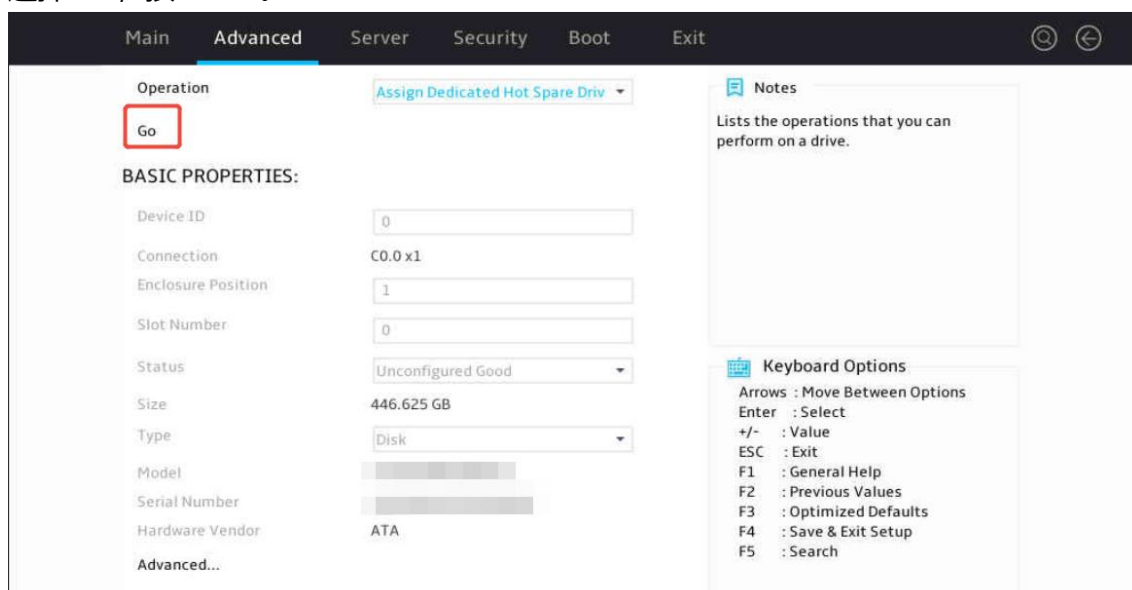 Main Advanced Server Security Boot Exit
Operation Assign Dedicated Hot Spare Driv
Go
BASIC PROPERTIES:
Device ID 0
Connection C0.0 x1
Enclosure Position 1
Slot Number 0
Status Unconfigured Good
Size 446.625 GB
Type Disk
Model
Serial Number
Hardware Vendor ATA
Advanced...
Notes
Lists the operations that you can
perform on a drive.
Keyboard Options
Arrows : Move Between Options
Enter : Select
+/- : Value
ESC : Exit
F1 : General Help
F2 : Previous Values
F3 : Optimized Defaults
F4 : Save & Exit Setup
F5 : Search